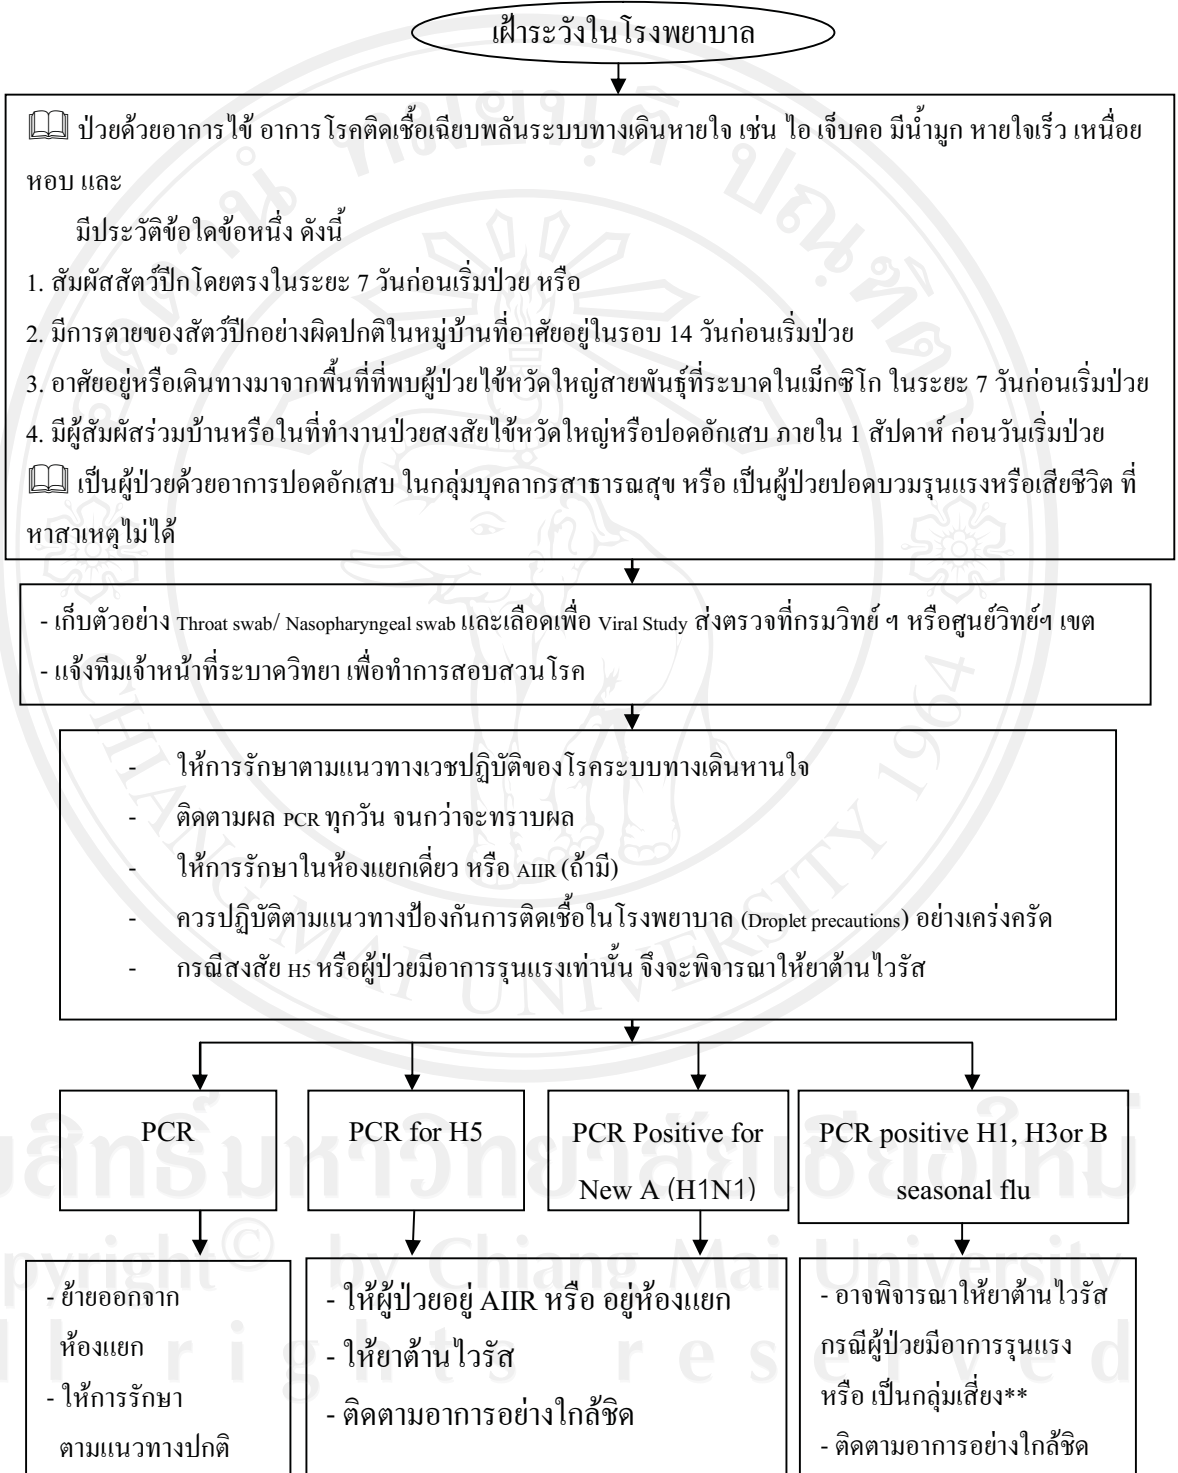 เฝ้าระวังในโรงพยาบาล
ป่วยด้วยอาการไข้ อาการโรคติดเชื้อเฉียบพลันระบบทางเดินหายใจ เช่น ไอ เจ็บคอ มีน้ำมูก หายใจเร็ว เหนื่อย
หอบ และ
มีประวัติข้อใดข้อหนึ่ง ดังนี้
1. สัมผัสสัตว์ปีกโดยตรงในระยะ 7 วันก่อนเริ่มป่วย หรือ
2. มีการตายของสัตว์ปีกอย่างผิดปกติในหมู่บ้านที่อาศัยอยู่ในรอบ 14 วันก่อนเริ่มป่วย
3. อาศัยอยู่หรือเดินทางมาจากพื้นที่ที่พบผู้ป่วยไข้หวัดใหญ่สายพันธุ์ที่ระบาดในเม็กซิโก ในระยะ 7 วันก่อนเริ่มป่วย
4. มีผู้สัมผัสร่วมบ้านหรือในที่ทำงานป่วยสงสัยไข้หวัดใหญ่หรือปอดอักเสบ ภายใน 1 สัปดาห์ ก่อนวันเริ่มป่วย
เป็นผู้ป่วยด้วยอาการปอดอักเสบ ในกลุ่มบุคลากรสาธารณสุข หรือ เป็นผู้ป่วยปอดบวมรุนแรงหรือเสียชีวิต ที่
หาสาเหตุไม่ได้
- เก็บตัวอย่าง Throat swab/ Nasopharyngeal swab และเลือดเพื่อ Viral Study ส่งตรวจที่กรมวิทย์ ฯ หรือศูนย์วิทย์ฯ เขต
- แจ้งทีมเจ้าหน้าที่ระบาดวิทยา เพื่อทำการสอบสวนโรค
- ให้การรักษาตามแนวทางเวชปฏิบัติของโรคระบบทางเดินหานใจ
- ติดตามผล PCR ทุกวัน จนกว่าจะทราบผล
- ให้การรักษาในห้องแยกเดี่ยว หรือ AIIR (ถ้ามี)
- ควรปฏิบัติตามแนวทางป้องกันการติดเชื้อในโรงพยาบาล (Droplet precautions) อย่างเคร่งครัด
- กรณีสงสัย H5 หรือผู้ป่วยมีอาการรุนแรงเท่านั้น จึงจะพิจารณาให้ยาต้านไวรัส
PCR
PCR for H5
PCR Positive for
New A (H1N1)
PCR positive H1, H3or B
seasonal flu
- ย้ายออกจาก
ห้องแยก
- ให้การรักษา
ตามแนวทางปกติ
- ให้ผู้ป่วยอยู่ AIIR หรือ อยู่ห้องแยก
- ให้ยาต้านไวรัส
- ติดตามอาการอย่างใกล้ชิด
- อาจพิจารณาให้ยาต้านไวรัส
กรณีผู้ป่วยมีอาการรุนแรง
หรือ เป็นกลุ่มเสี่ยง**
- ติดตามอาการอย่างใกล้ชิด
CHIANG MAI UNIVERSITY 1964
ิขสิทธิ์มหาวิทยาลัยเชียงใหม่
opyright© by Chiang Mai University
ll rights reserved